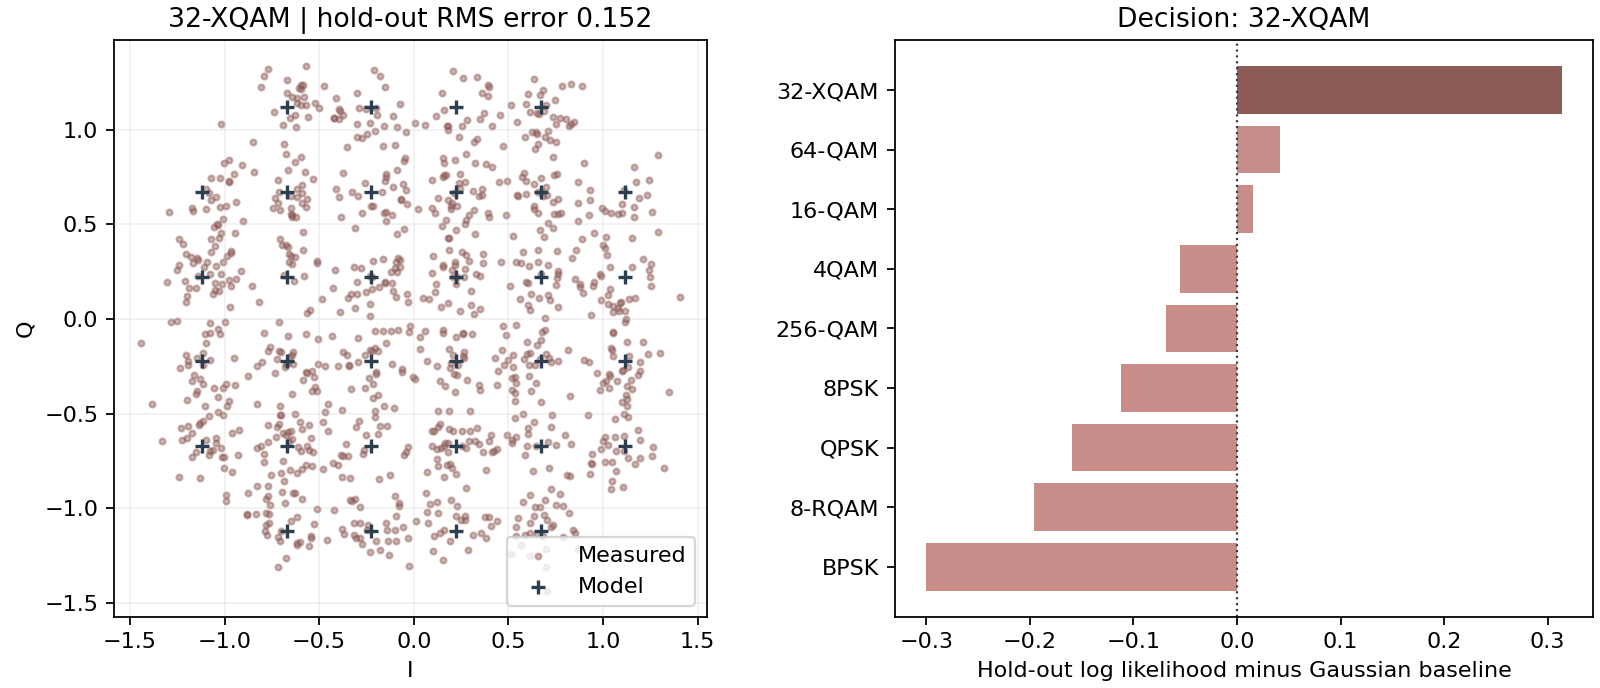 32-XQAM | hold-out RMS error 0.152
1.0
0.5
0.0
−0.5
−1.0
−1.5
Q
−1.5
−1.0
−0.5
0.0
0.5
1.0
1.5
I
Measured
Model
Decision: 32-XQAM
32-XQAM
64-QAM
16-QAM
4QAM
256-QAM
8PSK
QPSK
8-RQAM
BPSK
−0.3
−0.2
−0.1
0.0
0.1
0.2
0.3
Hold-out log likelihood minus Gaussian baseline